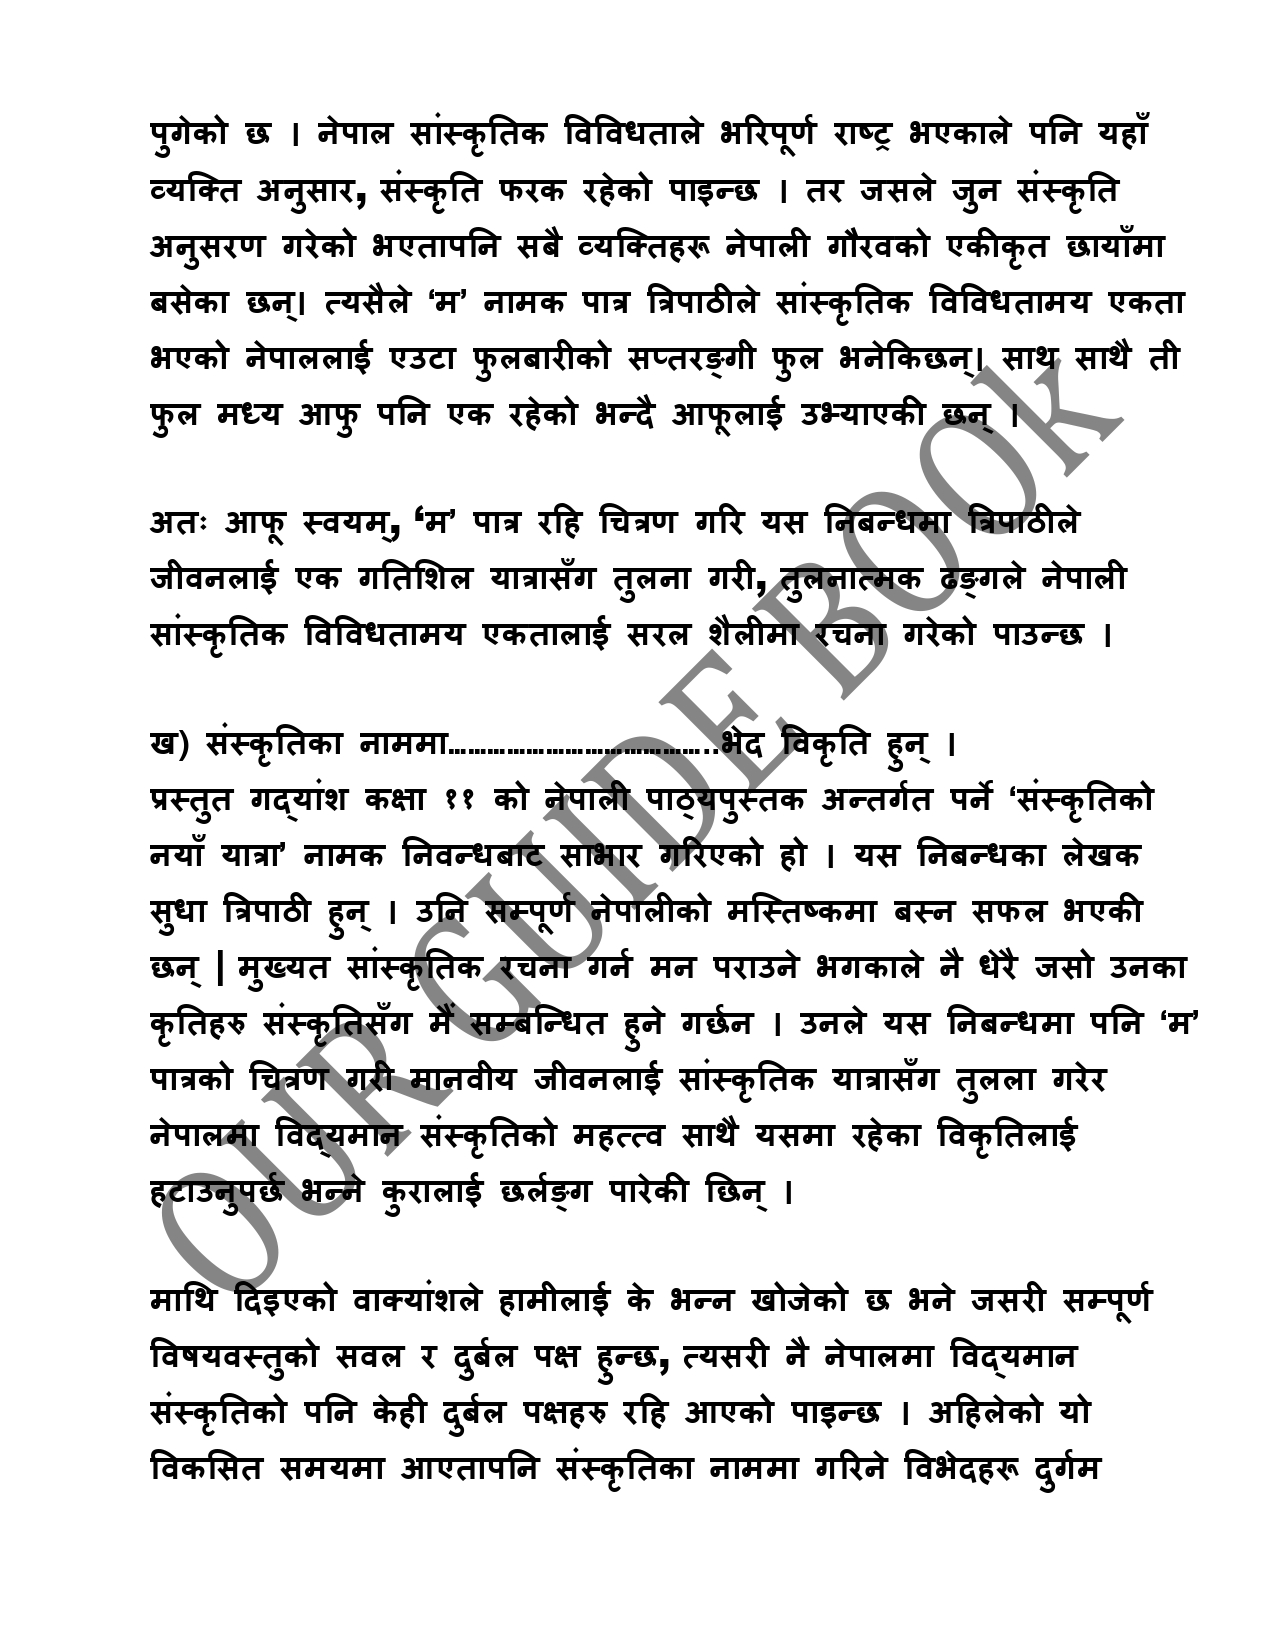 पुगेको छ । नेपाल सांस्कृतिक विविधताले भरिपूर्ण राष्ट्र भएकाले पनि यहाँ
व्यक्ति अनुसार, संस्कृति फरक रहेको पाइन्छ । तर जसले जुन संस्कृति
अनुसरण गरेको भएतापनि सबै व्यक्तिहरू नेपाली गौरवको एकीकृत छायाँमा
बसेका छन्। त्यसैले ‘म’ नामक पात्र त्रिपाठीले सांस्कृतिक विविधतामय एकता
भएको नेपाललाई एउटा फुलबारीको सप्तरङ्गी फुल भनेकिछन्। साथ साथै ती
फुल मध्य आफु पनि एक रहेको भन्दै आफूलाई उभ्याएकी छन् ।
अतः आफू स्वयम्, ‘म’ पात्र रहि चित्रण गरि यस निबन्धमा त्रिपाठीले
जीवनलाई एक गतिशिल यात्रासँग तुलना गरी, तुलनात्मक ढङ्गले नेपाली
सांस्कृतिक विविधतामय एकतालाई सरल शैलीमा रचना गरेको पाउन्छ ।
ख) संस्कृतिका नाममा…………………………………..भेद विकृति हुन् ।
प्रस्तुत गद्यांश कक्षा ११ को नेपाली पाठ्यपुस्तक अन्तर्गत पर्ने ‘संस्कृतिको
नयाँ यात्रा’ नामक निवन्धबाट साभार गरिएको हो । यस निबन्धका लेखक
सुधा त्रिपाठी हुन् । उनि सम्पूर्ण नेपालीको मस्तिष्कमा बस्न सफल भएकी
छन् | मुख्यत सांस्कृतिक रचना गर्न मन पराउने भगकाले नै धेरै जसो उनका
कृतिहरु संस्कृतिसँग मैं सम्बन्धित हुने गर्छन । उनले यस निबन्धमा पनि ‘म’
पात्रको चित्रण गरी मानवीय जीवनलाई सांस्कृतिक यात्रासँग तुलला गरेर
नेपालमा विद्यमान संस्कृतिको महत्त्व साथै यसमा रहेका विकृतिलाई
हटाउनुपर्छ भन्ने कुरालाई छर्लङ्ग पारेकी छिन् ।
माथि दिइएको वाक्यांशले हामीलाई के भन्न खोजेको छ भने जसरी सम्पूर्ण
विषयवस्तुको सवल र दुर्बल पक्ष हुन्छ, त्यसरी नै नेपालमा विद्यमान
संस्कृतिको पनि केही दुर्बल पक्षहरु रहि आएको पाइन्छ । अहिलेको यो
विकसित समयमा आएतापनि संस्कृतिका नाममा गरिने विभेदहरू दुर्गम
OUR GUIDE BOOK